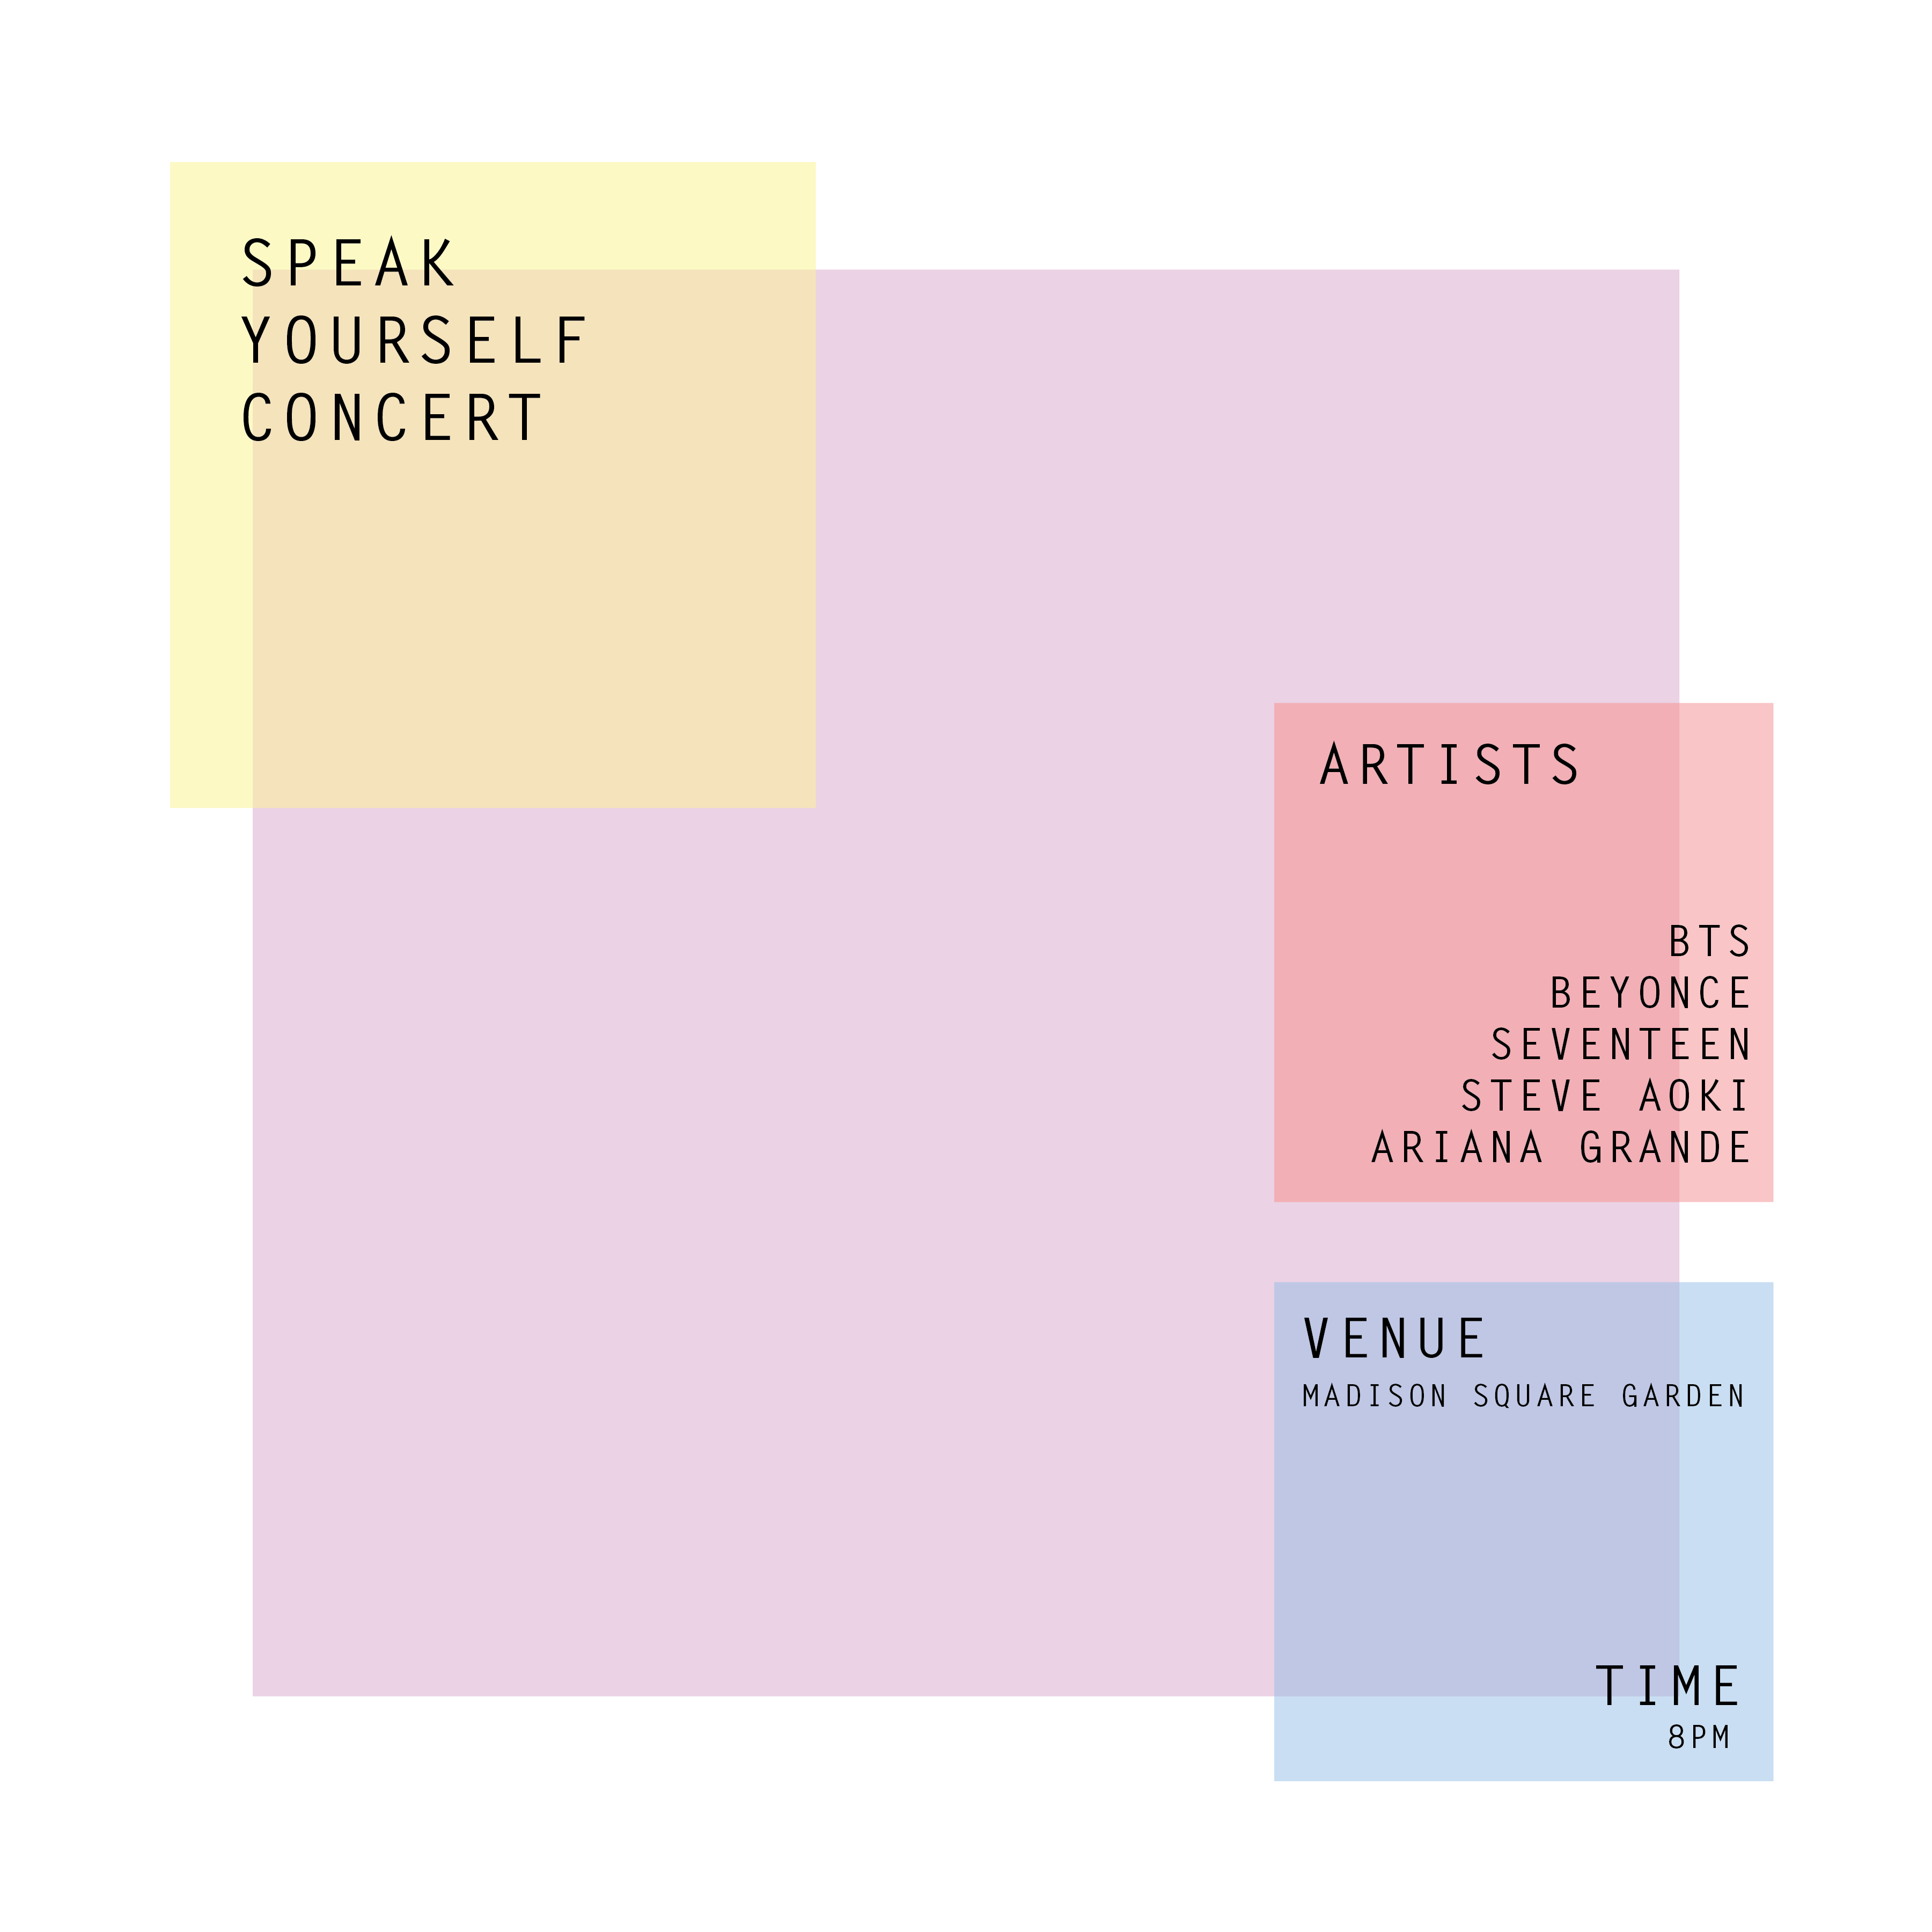 SPEAK
YOURSELF
CONCERT
ARTISTS
BTS
BEYONCE
SEVENTEEN
STEVE AOKI
ARIANA GRANDE
VENUE
MADISON SQUARE GARDEN
TIME
8PM